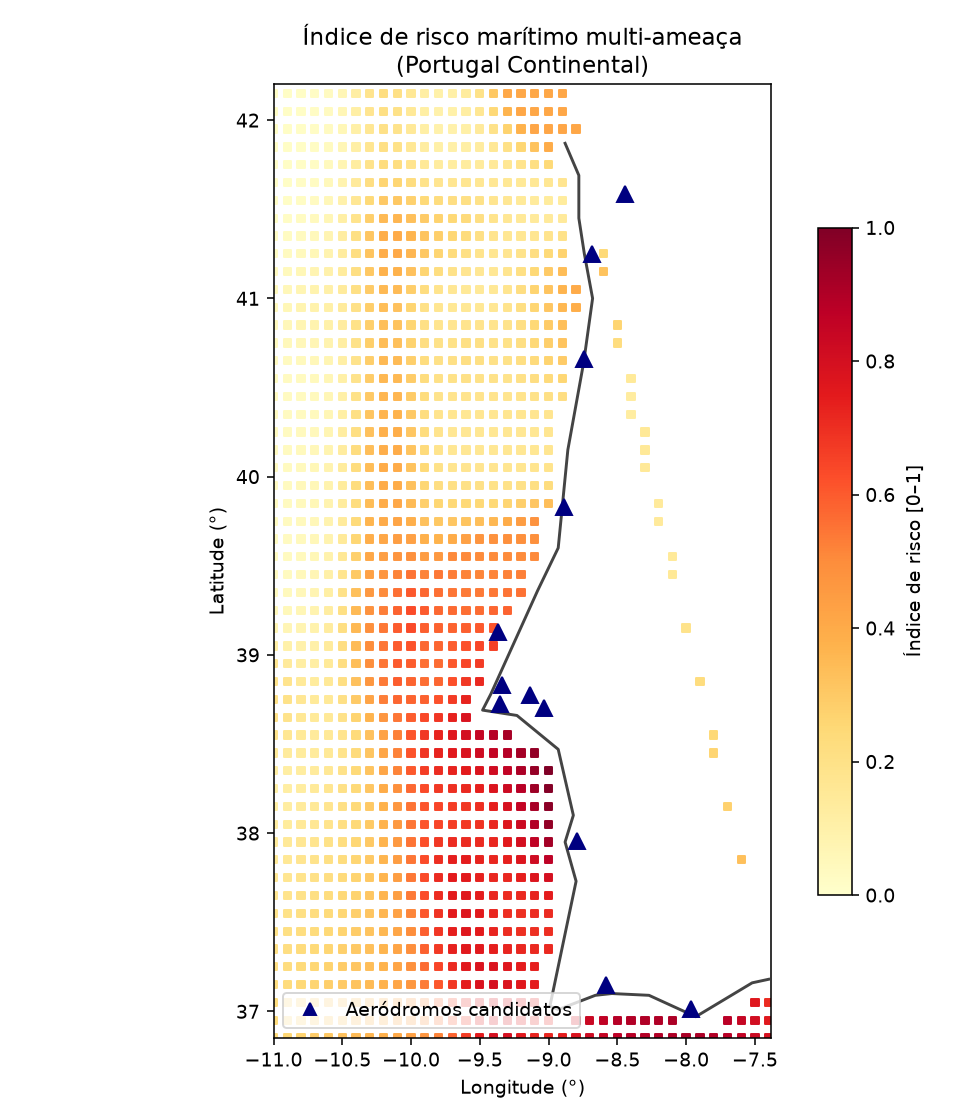 Índice de risco marítimo multi-ameaça
(Portugal Continental)
42
41
40
39
38
37
Latitude (°)
Aeródromos candidatos
−11.0 −10.5 −10.0 −9.5 −9.0 −8.5 −8.0 −7.5
Longitude (°)
1.0
0.8
0.6
0.4
0.2
0.0
Índice de risco [0–1]